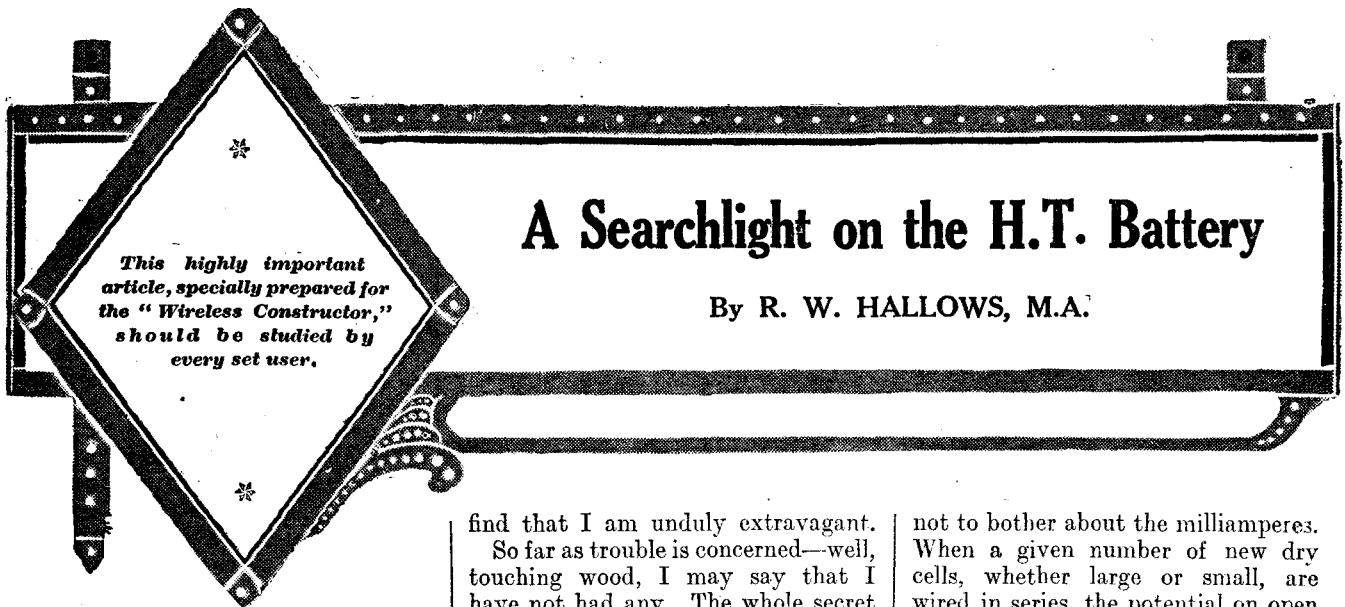 This highly important
article, specially prepared for
the “Wireless Constructor,”
should be studied by
every set user.
A Searchlight on the H.T. Battery
By R. W. HALLOWS, M.A.
find that I am unduly extravagant.
So far as trouble is concerned—well,
touching wood, I may say that I
have not had any. The whole secret
not to bother about the milliamperes.
When a given number of new dry
cells, whether large or small, are
wired in series, the potential on open